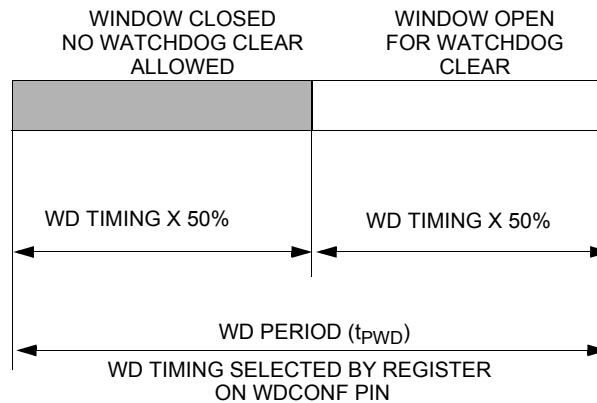 WINDOW CLOSED
NO WATCHDOG CLEAR
ALLOWED
WINDOW OPEN
FOR WATCHDOG
CLEAR
WD TIMING X 50%
WD TIMING X 50%
WD PERIOD (tPWD)
WD TIMING SELECTED BY REGISTER
ON WDCONF PIN